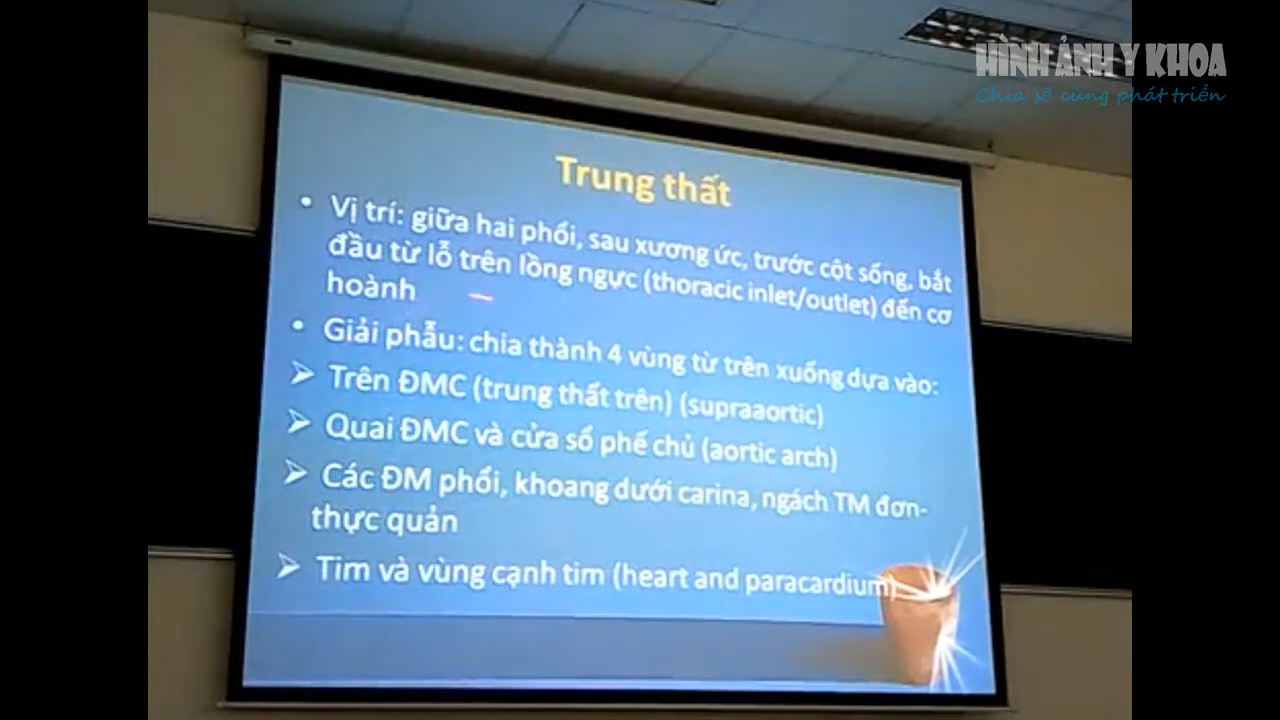 HÌNH ẢNH Y KHOA
Chia sẽ cùng phát triển
Trung thất
• Vị trí: giữa hai phổi, sau xương ức, trước cột sống, bắt
đầu từ lỗ trên lồng ngực (thoracic inlet/outlet) đến cơ
hoành
• Giải phẫu: chia thành 4 vùng từ trên xuống dựa vào:
➢ Trên ĐMC (trung thất trên) (supraaortic)
➢ Quai ĐMC và cửa sổ phế chủ (aortic arch)
➢ Các ĐM phổi, khoang dưới carina, ngách TM đơn-
thực quản
➢ Tim và vùng cạnh tim (heart and paracardium)